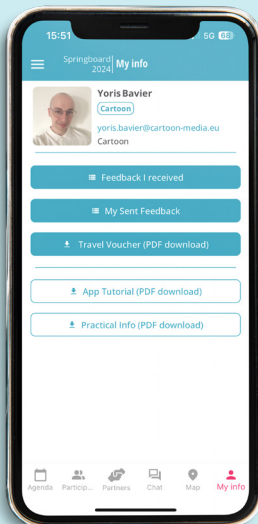 15:51
5G 68
Springboard
2024
My info
Yoris Bavier
Cartoon
yoris.bavier@cartoon-media.eu
Cartoon
Feedback I received
My Sent Feedback
Travel Voucher (PDF download)
App Tutorial (PDF download)
Practical Info (PDF download)
Agenda Particip... Partners Chat Map My info